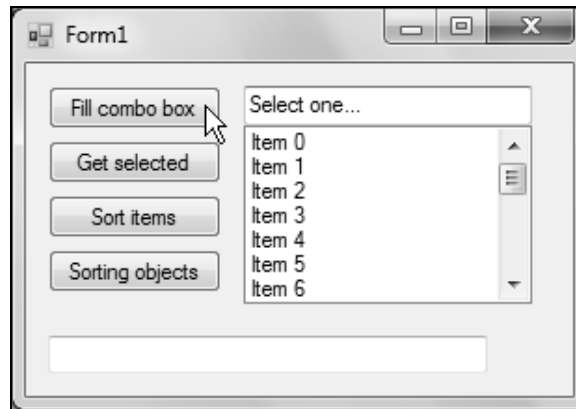 Form1
Fill combo box
Select one...
Item 0
Item 1
Get selected
Item 2
Item 3
Sort items
Item 4
Item 5
Sorting objects
Item 6